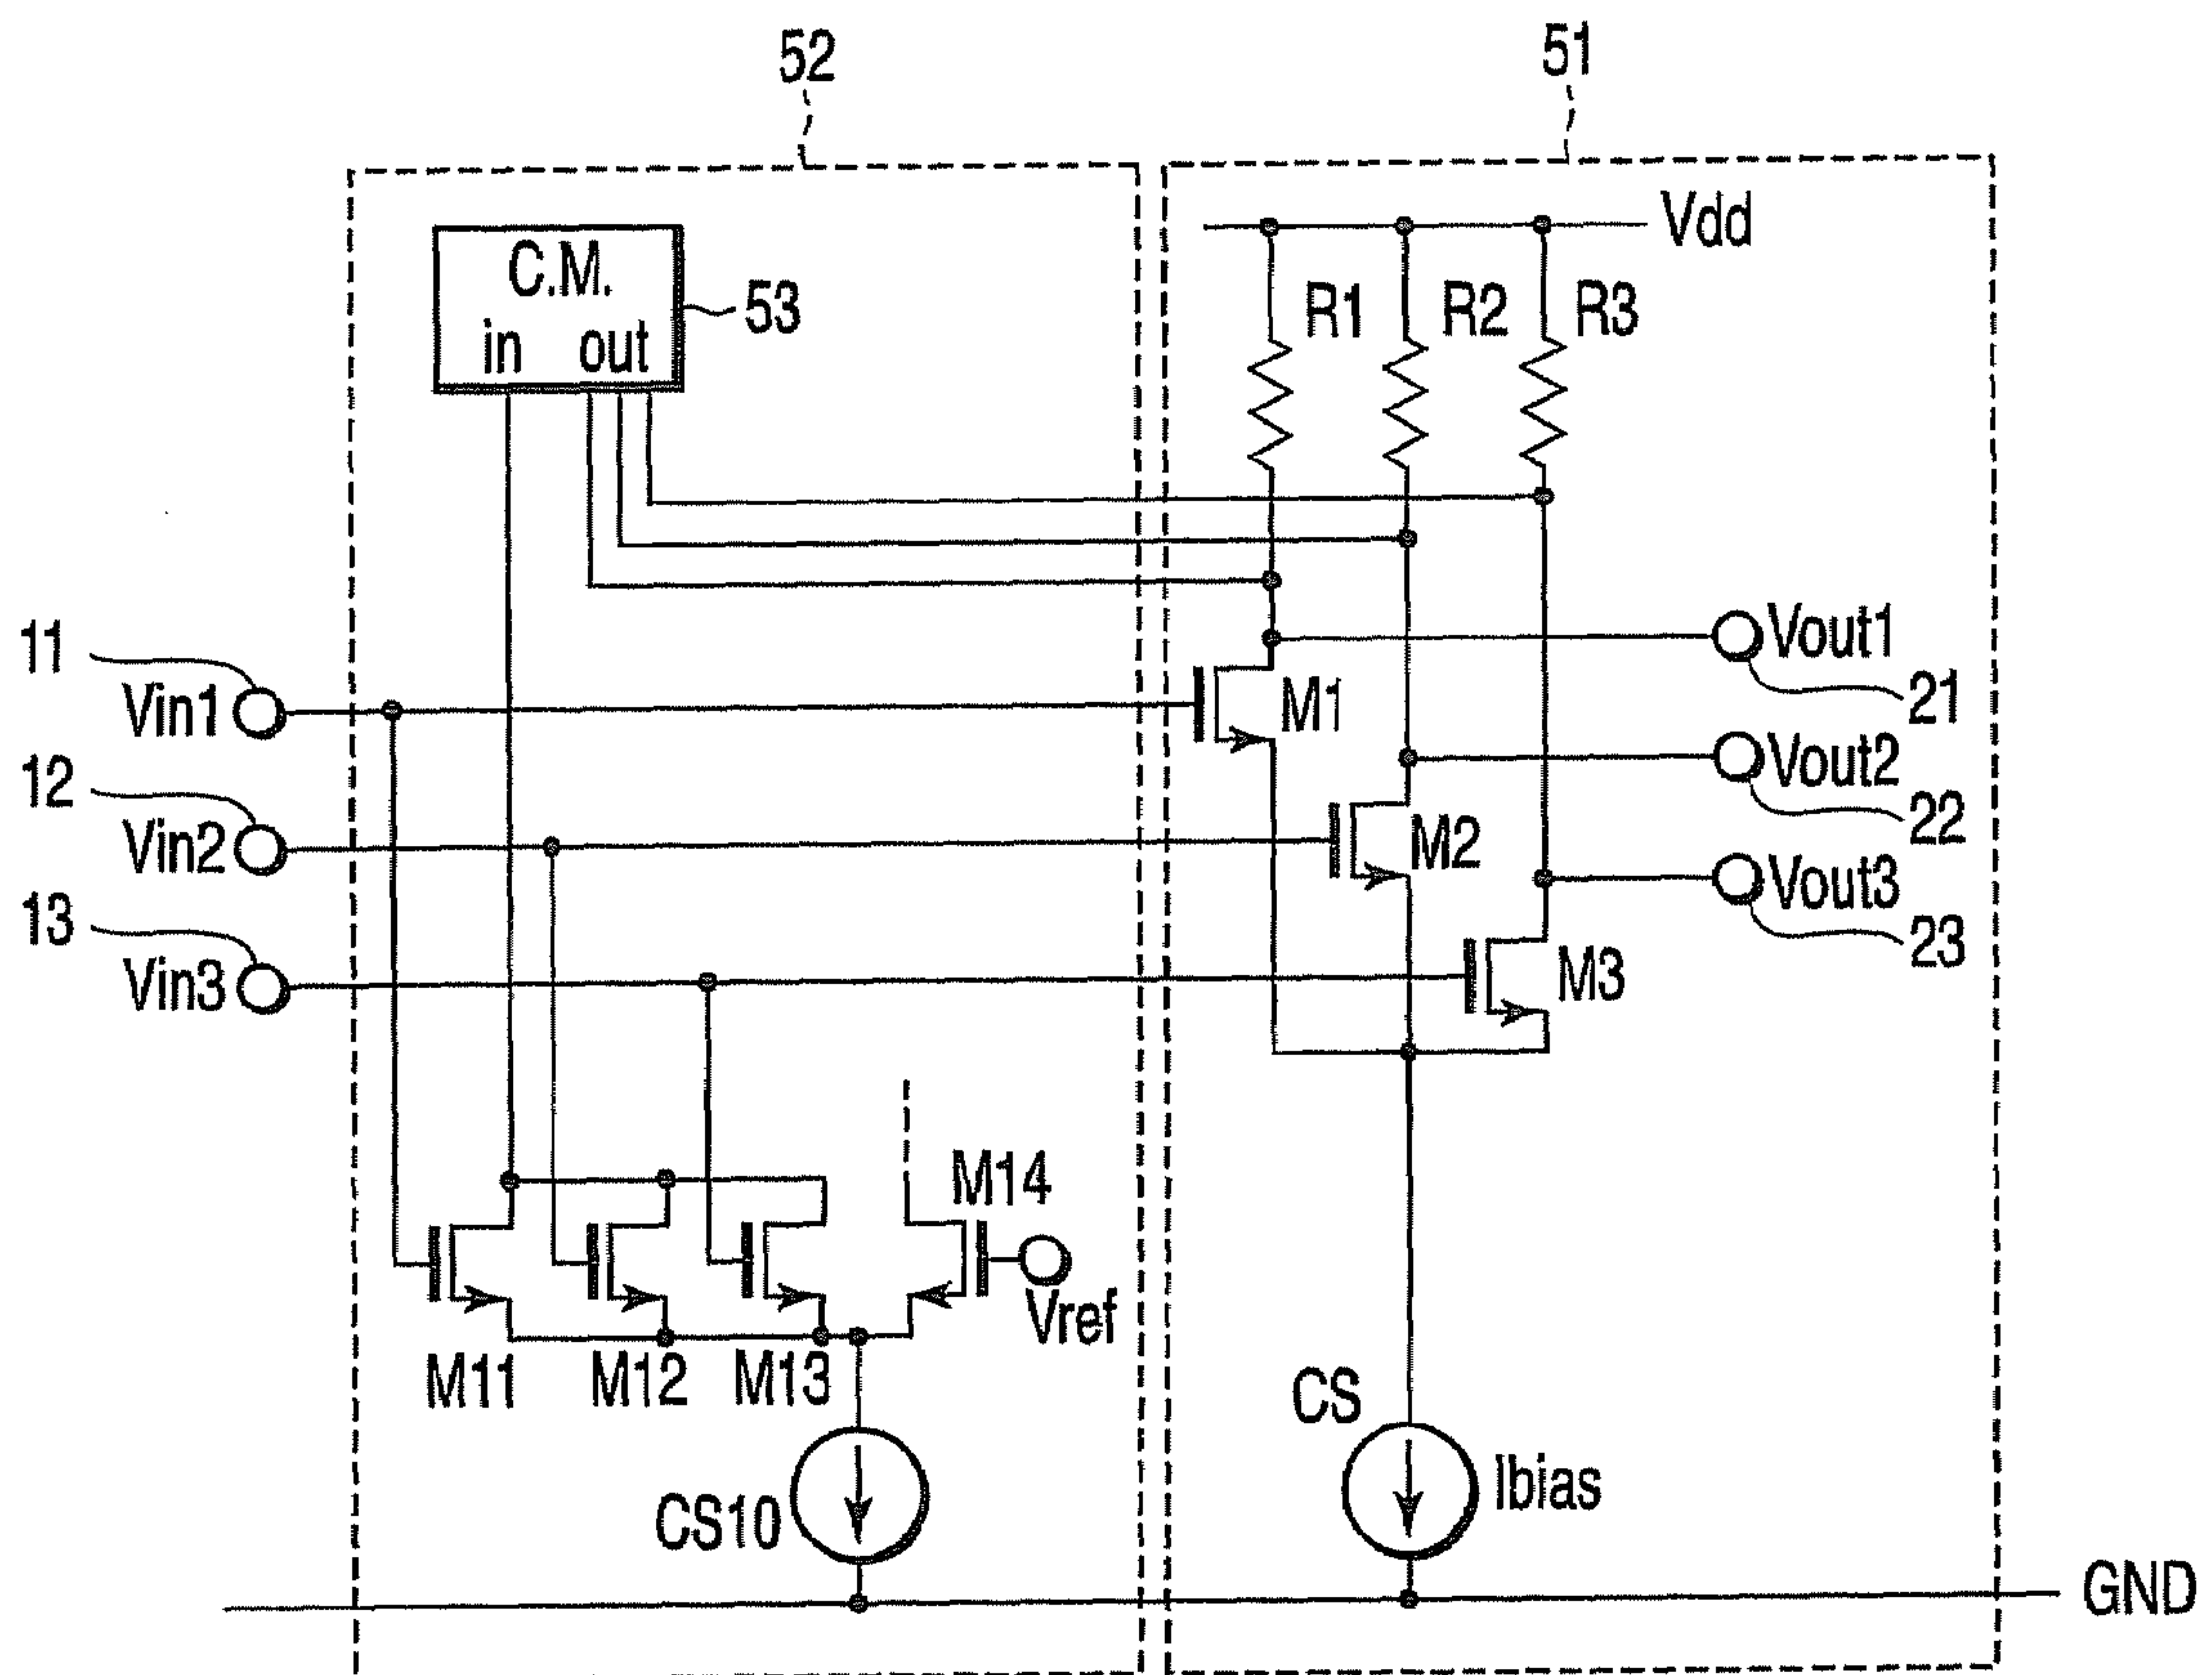 52
51
Vdd
C.M.
in out
53
R1
R2
R3
11
Vin1
Vout1
21
M1
12
Vin2
Vout2
22
M2
13
Vin3
Vout3
23
M3
M14
Vref
M11
M12
M13
CS
CS10
Ibias
GND